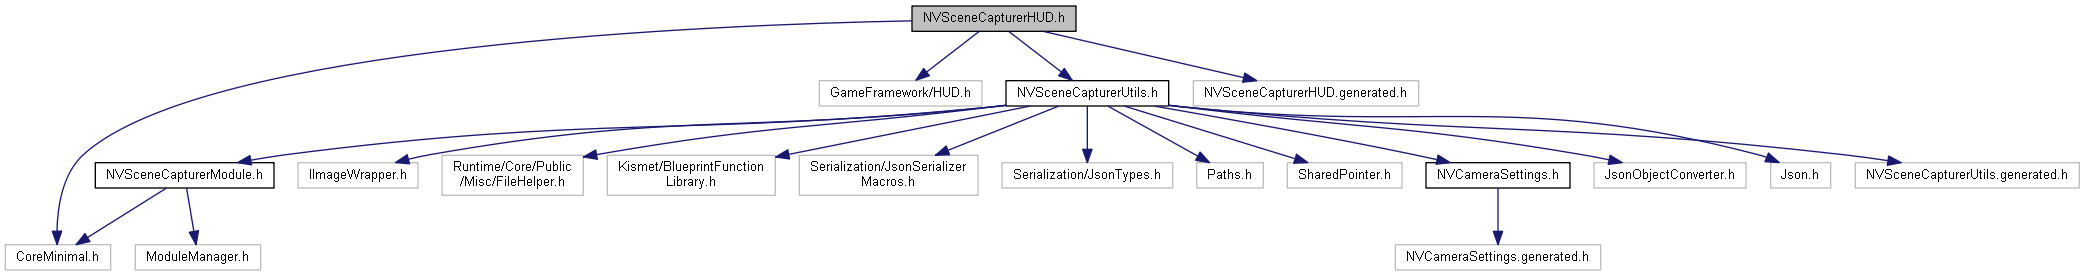 NVSceneCapturerHUD.h
GameFramework/HUD.h
NVSceneCapturerUtils.h
NVSceneCapturerHUD.generated.h
NVSceneCapturerModule.h
IImageWrapper.h
Runtime/Core/Public
/Misc/FileHelper.h
Kismet/BlueprintFunction
Library.h
Serialization/JsonSerializer
Macros.h
Serialization/JsonTypes.h
Paths.h
SharedPointer.h
NVCameraSettings.h
JsonObjectConverter.h
Json.h
NVSceneCapturerUtils.generated.h
CoreMinimal.h
ModuleManager.h
NVCameraSettings.generated.h